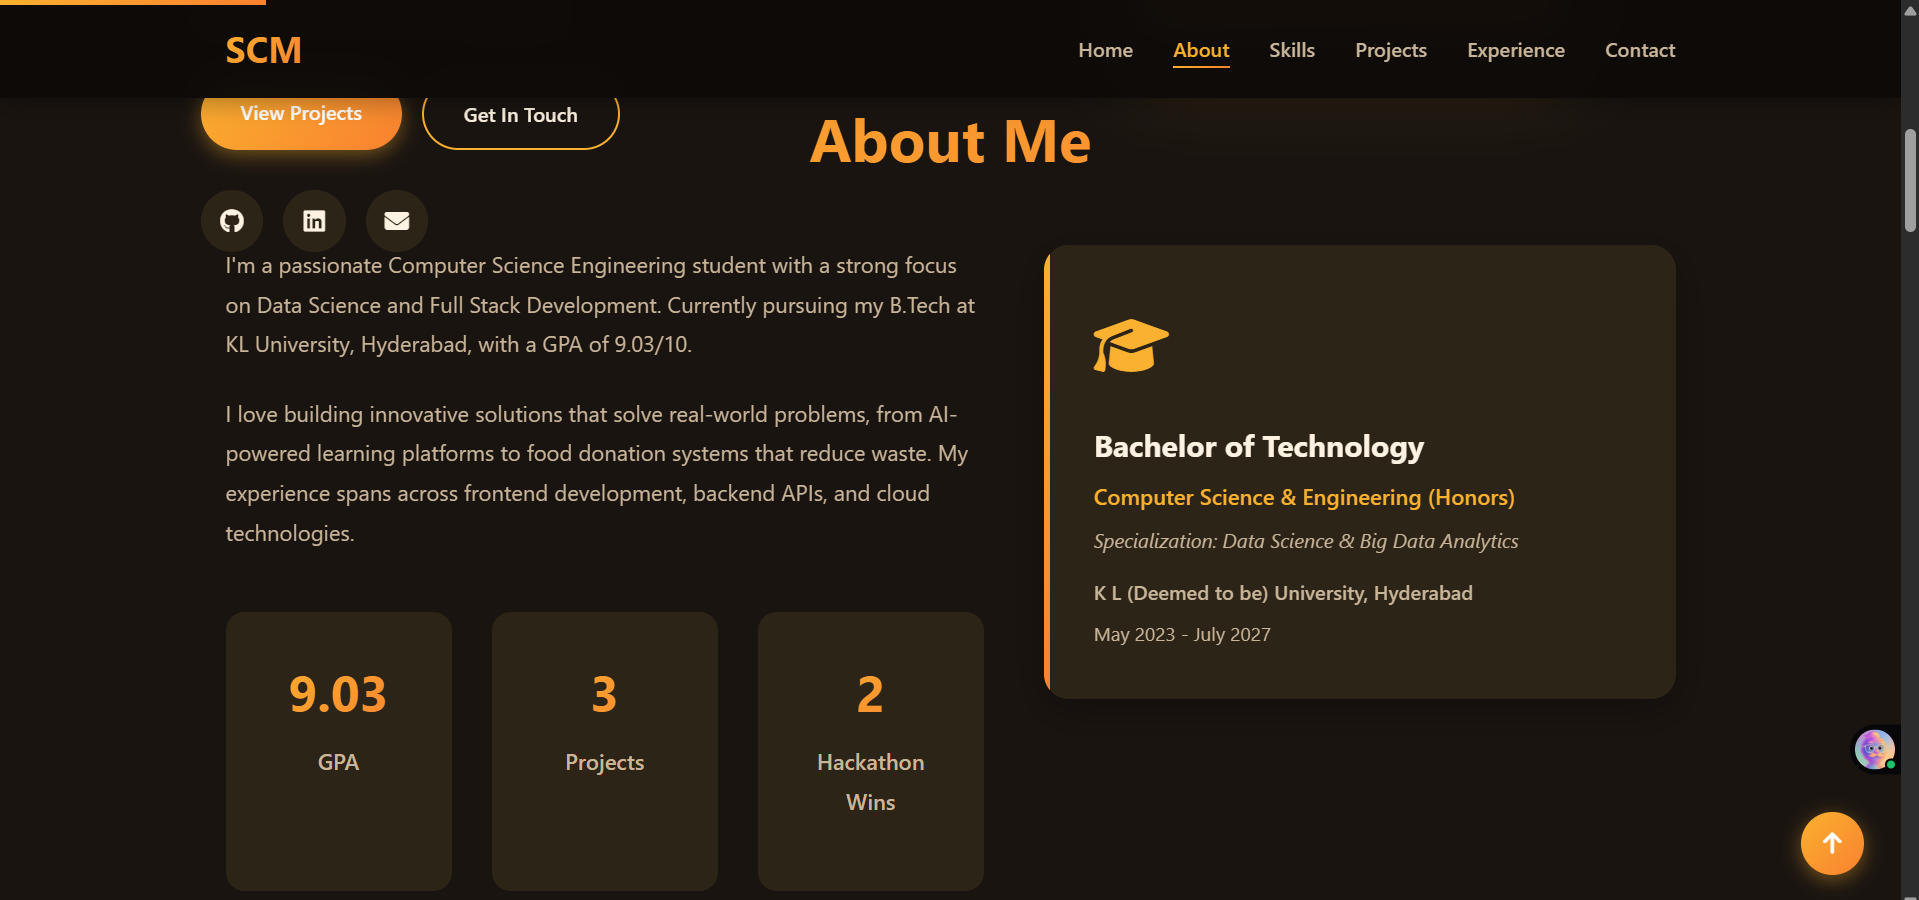 SCM
Home
About
Skills
Projects
Experience
Contact
View Projects
Get In Touch
About Me
I'm a passionate Computer Science Engineering student with a strong focus
on Data Science and Full Stack Development. Currently pursuing my B.Tech at
KL University, Hyderabad, with a GPA of 9.03/10.
I love building innovative solutions that solve real-world problems, from AI-
powered learning platforms to food donation systems that reduce waste. My
experience spans across frontend development, backend APIs, and cloud
technologies.
9.03
GPA
3
Projects
2
Hackathon
Wins
Bachelor of Technology
Computer Science & Engineering (Honors)
Specialization: Data Science & Big Data Analytics
K L (Deemed to be) University, Hyderabad
May 2023 - July 2027